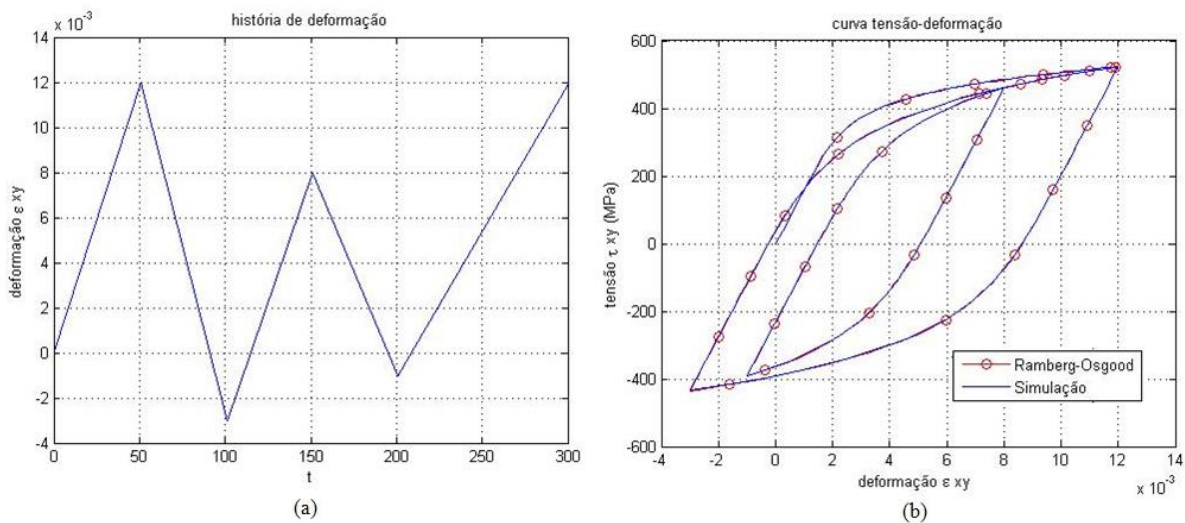 história de deformação
x 10⁻³
14
12
10
8
6
4
2
0
-2
-4
deformação ε xy
0
50
100
150
200
250
300
t
(a)
curva tensão-deformação
600
400
200
0
-200
-400
-600
tensão τ xy (MPa)
Ramberg-Osgood
Simulação
-4
-2
0
2
4
6
8
10
12
14
deformação ε xy
x 10⁻³
(b)